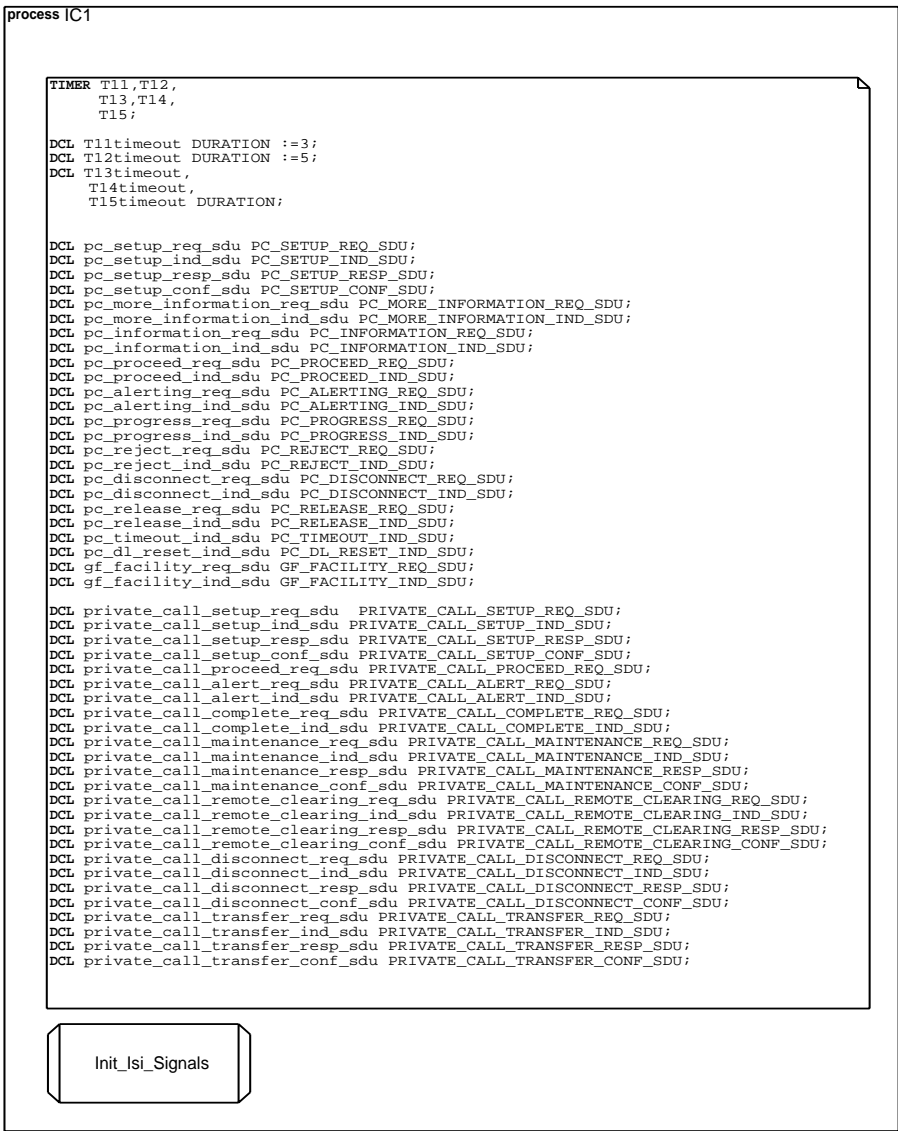 process IC1
TIMER T11,T12,
T13,T14,
T15;
DCL T11timeout DURATION :=3;
DCL T12timeout DURATION :=5;
DCL T13timeout,
T14timeout,
T15timeout DURATION;
DCL pc_setup_req_sdu PC_SETUP_REQ_SDU;
DCL pc_setup_ind_sdu PC_SETUP_IND_SDU;
DCL pc_setup_resp_sdu PC_SETUP_RESP_SDU;
DCL pc_setup_conf_sdu PC_SETUP_CONF_SDU;
DCL pc_more_information_req_sdu PC_MORE_INFORMATION_REQ_SDU;
DCL pc_more_information_ind_sdu PC_MORE_INFORMATION_IND_SDU;
DCL pc_information_req_sdu PC_INFORMATION_REQ_SDU;
DCL pc_information_ind_sdu PC_INFORMATION_IND_SDU;
DCL pc_proceed_req_sdu PC_PROCEED_REQ_SDU;
DCL pc_proceed_ind_sdu PC_PROCEED_IND_SDU;
DCL pc_alerting_req_sdu PC_ALERTING_REQ_SDU;
DCL pc_alerting_ind_sdu PC_ALERTING_IND_SDU;
DCL pc_progress_req_sdu PC_PROGRESS_REQ_SDU;
DCL pc_progress_ind_sdu PC_PROGRESS_IND_SDU;
DCL pc_reject_req_sdu PC_REJECT_REQ_SDU;
DCL pc_reject_ind_sdu PC_REJECT_IND_SDU;
DCL pc_disconnect_req_sdu PC_DISCONNECT_REQ_SDU;
DCL pc_disconnect_ind_sdu PC_DISCONNECT_IND_SDU;
DCL pc_release_req_sdu PC_RELEASE_REQ_SDU;
DCL pc_release_ind_sdu PC_RELEASE_IND_SDU;
DCL pc_timeout_ind_sdu PC_TIMEOUT_IND_SDU;
DCL pc_dl_reset_ind_sdu PC_DL_RESET_IND_SDU;
DCL gf_facility_req_sdu GF_FACILITY_REQ_SDU;
DCL gf_facility_ind_sdu GF_FACILITY_IND_SDU;
DCL private_call_setup_req_sdu  PRIVATE_CALL_SETUP_REQ_SDU;
DCL private_call_setup_ind_sdu PRIVATE_CALL_SETUP_IND_SDU;
DCL private_call_setup_resp_sdu PRIVATE_CALL_SETUP_RESP_SDU;
DCL private_call_setup_conf_sdu PRIVATE_CALL_SETUP_CONF_SDU;
DCL private_call_proceed_req_sdu PRIVATE_CALL_PROCEED_REQ_SDU;
DCL private_call_alert_req_sdu PRIVATE_CALL_ALERT_REQ_SDU;
DCL private_call_alert_ind_sdu PRIVATE_CALL_ALERT_IND_SDU;
DCL private_call_complete_req_sdu PRIVATE_CALL_COMPLETE_REQ_SDU;
DCL private_call_complete_ind_sdu PRIVATE_CALL_COMPLETE_IND_SDU;
DCL private_call_maintenance_req_sdu PRIVATE_CALL_MAINTENANCE_REQ_SDU;
DCL private_call_maintenance_ind_sdu PRIVATE_CALL_MAINTENANCE_IND_SDU;
DCL private_call_maintenance_resp_sdu PRIVATE_CALL_MAINTENANCE_RESP_SDU;
DCL private_call_maintenance_conf_sdu PRIVATE_CALL_MAINTENANCE_CONF_SDU;
DCL private_call_remote_clearing_req_sdu PRIVATE_CALL_REMOTE_CLEARING_REQ_SDU;
DCL private_call_remote_clearing_ind_sdu PRIVATE_CALL_REMOTE_CLEARING_IND_SDU;
DCL private_call_remote_clearing_resp_sdu PRIVATE_CALL_REMOTE_CLEARING_RESP_SDU;
DCL private_call_remote_clearing_conf_sdu PRIVATE_CALL_REMOTE_CLEARING_CONF_SDU;
DCL private_call_disconnect_req_sdu PRIVATE_CALL_DISCONNECT_REQ_SDU;
DCL private_call_disconnect_ind_sdu PRIVATE_CALL_DISCONNECT_IND_SDU;
DCL private_call_disconnect_resp_sdu PRIVATE_CALL_DISCONNECT_RESP_SDU;
DCL private_call_disconnect_conf_sdu PRIVATE_CALL_DISCONNECT_CONF_SDU;
DCL private_call_transfer_req_sdu PRIVATE_CALL_TRANSFER_REQ_SDU;
DCL private_call_transfer_ind_sdu PRIVATE_CALL_TRANSFER_IND_SDU;
DCL private_call_transfer_resp_sdu PRIVATE_CALL_TRANSFER_RESP_SDU;
DCL private_call_transfer_conf_sdu PRIVATE_CALL_TRANSFER_CONF_SDU;
Init_Isi_Signals